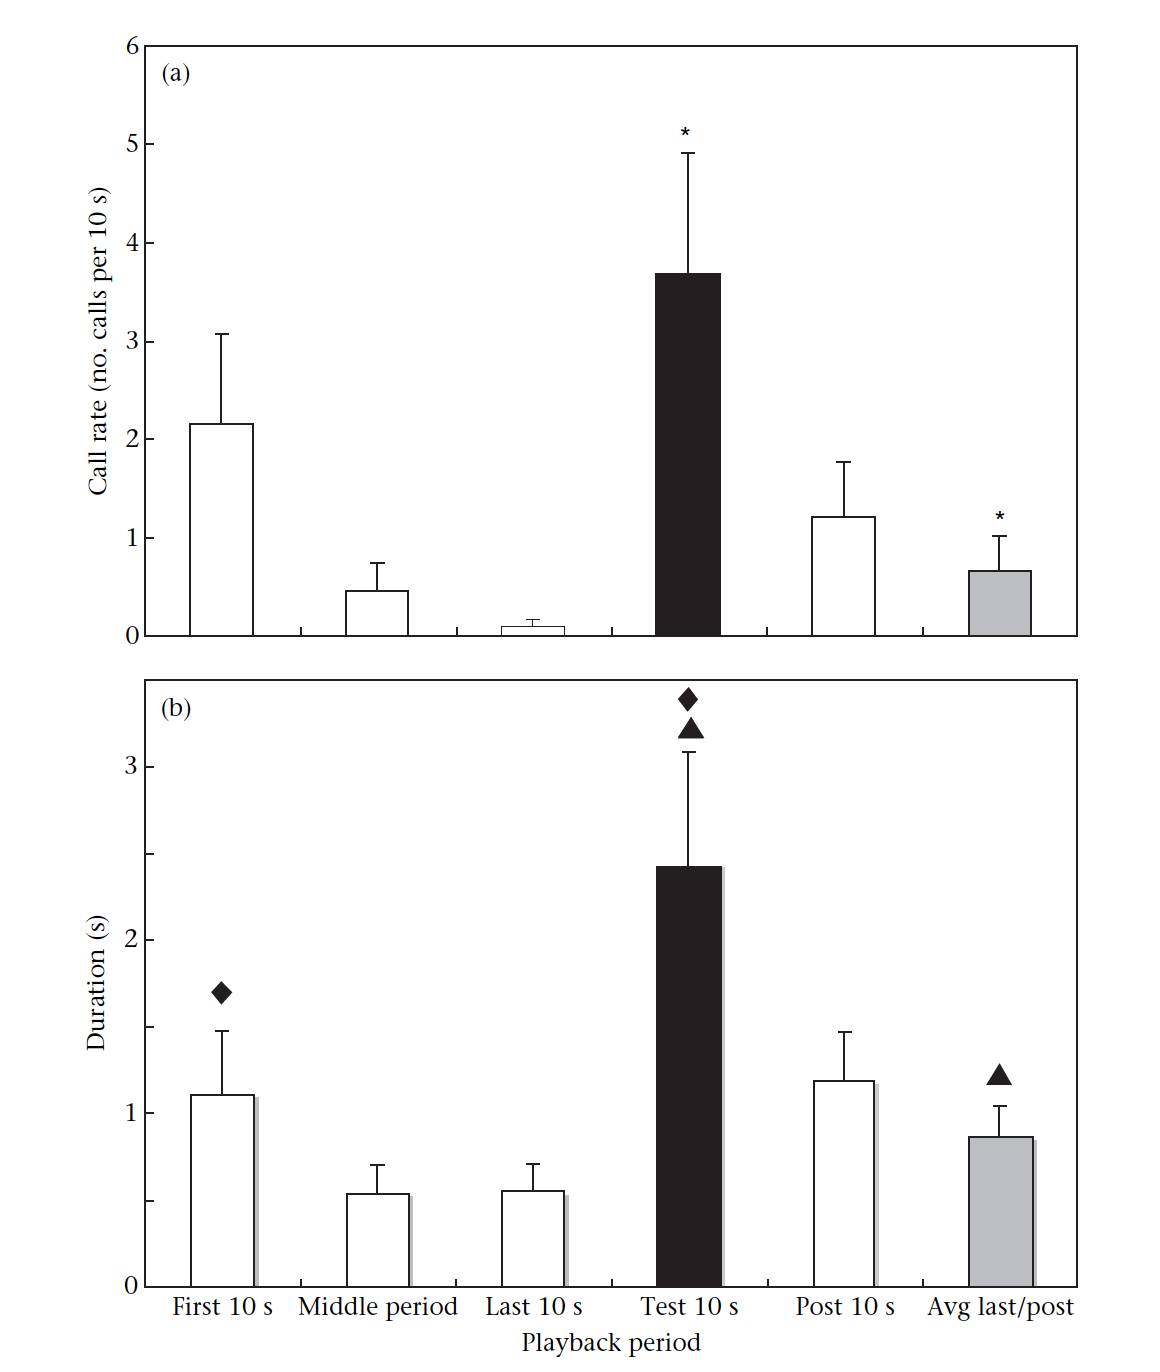 (a)
6
5
4
3
2
1
0
Call rate (no. calls per 10 s)
*
*
(b)
3
2
1
0
Duration (s)
First 10 s Middle period Last 10 s Test 10 s Post 10 s Avg last/post
Playback period